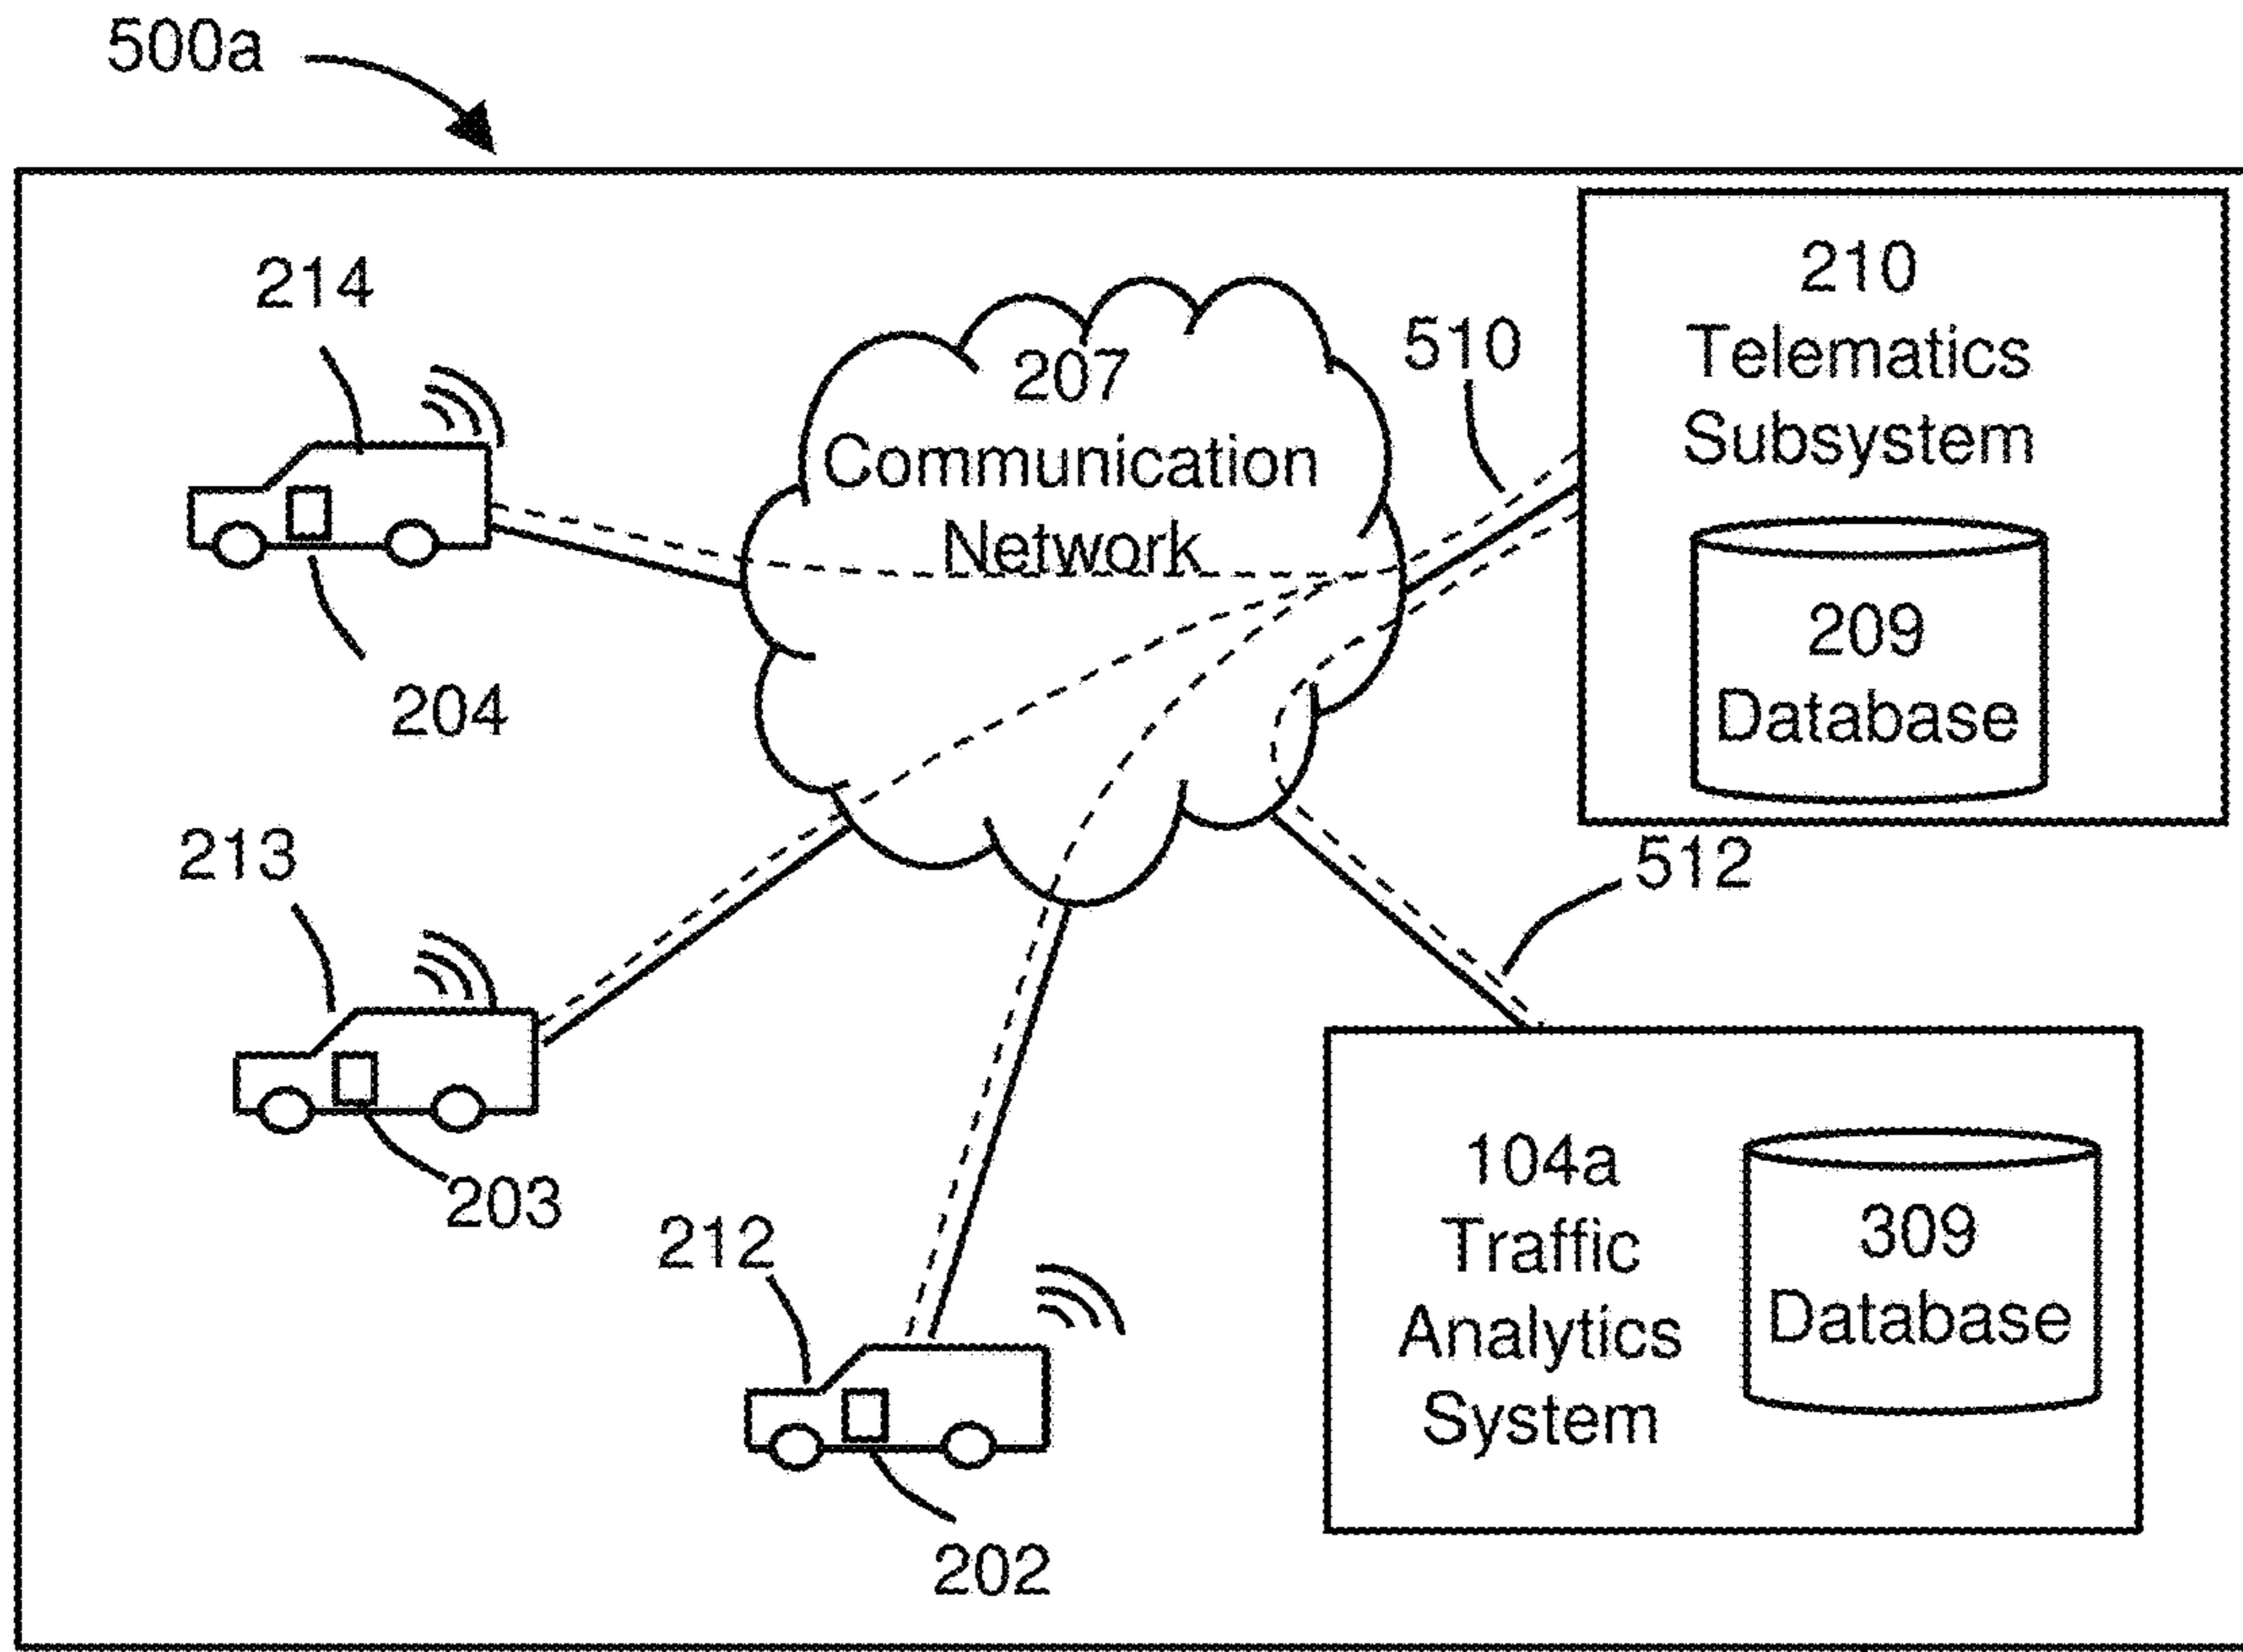 500a
214
207
Communication
Network
510
210
Telematics
Subsystem
209
Database
204
213
512
203
212
104a
Traffic
Analytics
System
309
Database
202